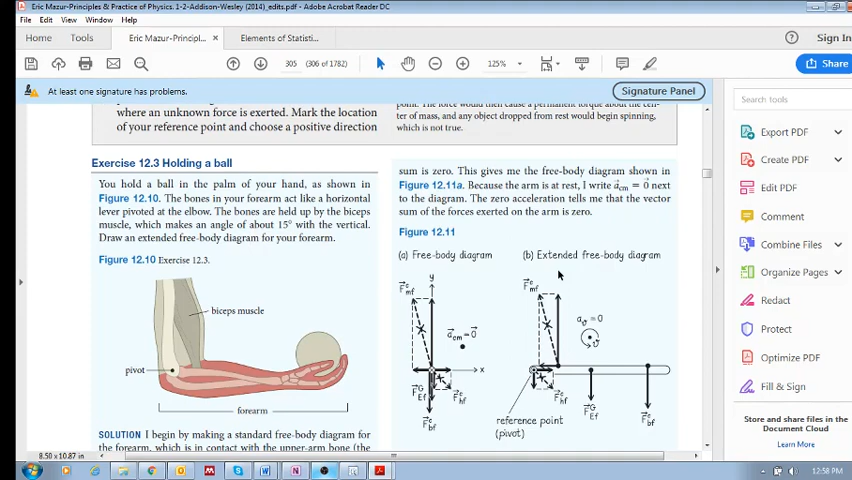 Eric Mazur-Principles & Practice of Physics. 1-2-Addison-Wesley (2014)_edits.pdf - Adobe Acrobat Reader DC
File Edit View Window Help
Home Tools Eric Mazur-Principl... Elements of Statisti... Sign In
305 (306 of 1782) 125% Share
At least one signature has problems. Signature Panel
where an unknown force is exerted. Mark the location
of your reference point and choose a positive direction
point. The force would then cause a permanent torque about the cen-
ter of mass, and any object dropped from rest would begin spinning,
which is not true.
Exercise 12.3 Holding a ball
You hold a ball in the palm of your hand, as shown in
Figure 12.10. The bones in your forearm act like a horizontal
lever pivoted at the elbow. The bones are held up by the biceps
muscle, which makes an angle of about 15° with the vertical.
Draw an extended free-body diagram for your forearm.
Figure 12.10 Exercise 12.3.
biceps muscle
pivot
forearm
SOLUTION I begin by making a standard free-body diagram for
the forearm, which is in contact with the upper-arm bone (the
sum is zero. This gives me the free-body diagram shown in
Figure 12.11a. Because the arm is at rest, I write a⃗cm = 0⃗ next
to the diagram. The zero acceleration tells me that the vector
sum of the forces exerted on the arm is zero.
Figure 12.11
(a) Free-body diagram (b) Extended free-body diagram
y
F⃗ᶜmf
a⃗cm = 0⃗
x
F⃗ᴳEf
F⃗ᶜhf
F⃗ᶜbf
F⃗ᶜmf
aϑ = 0
ϑ
F⃗ᶜhf
F⃗ᴳEf
F⃗ᶜbf
reference point
(pivot)
8.50 x 10.87 in
Search tools
Export PDF
Create PDF
Edit PDF
Comment
Combine Files
Organize Pages
Redact
Protect
Optimize PDF
Fill & Sign
Store and share files in the
Document Cloud
Learn More
12:58 PM